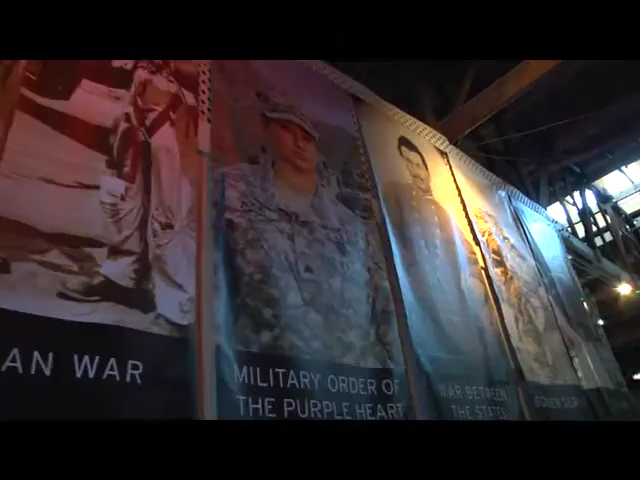 AN WAR
MILITARY ORDER OF
THE PURPLE HEART
WAR BETWEEN
THE STATES